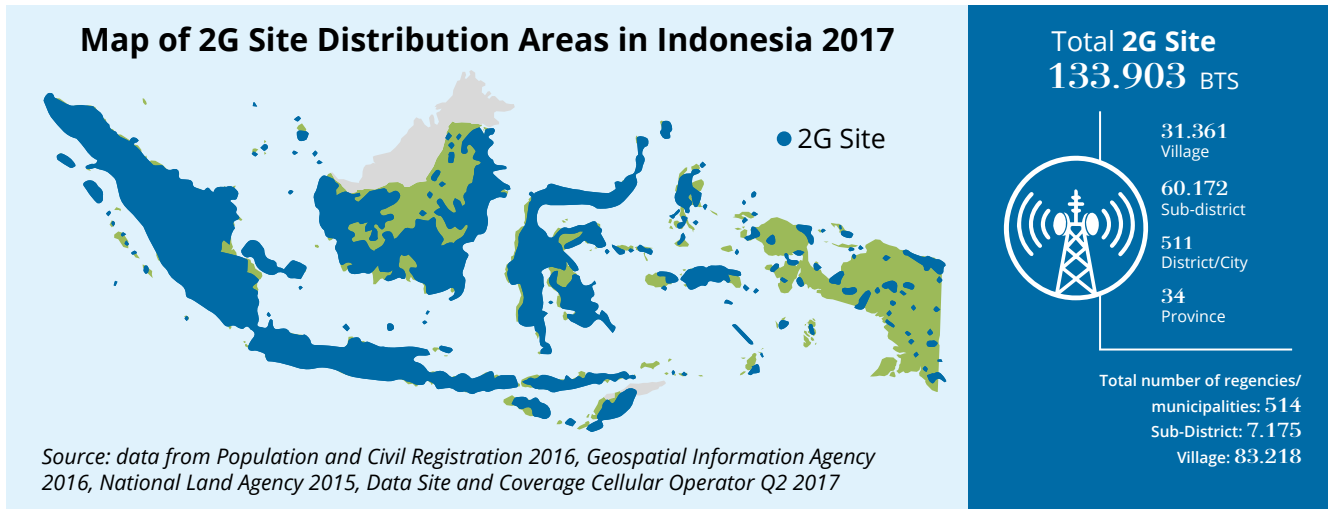 Map of 2G Site Distribution Areas in Indonesia 2017
2G Site
Source: data from Population and Civil Registration 2016, Geospatial Information Agency
2016, National Land Agency 2015, Data Site and Coverage Cellular Operator Q2 2017
Total 2G Site
133.903 BTS
31.361
Village
60.172
Sub-district
511
District/City
34
Province
Total number of regencies/
municipalities: 514
Sub-District: 7.175
Village: 83.218